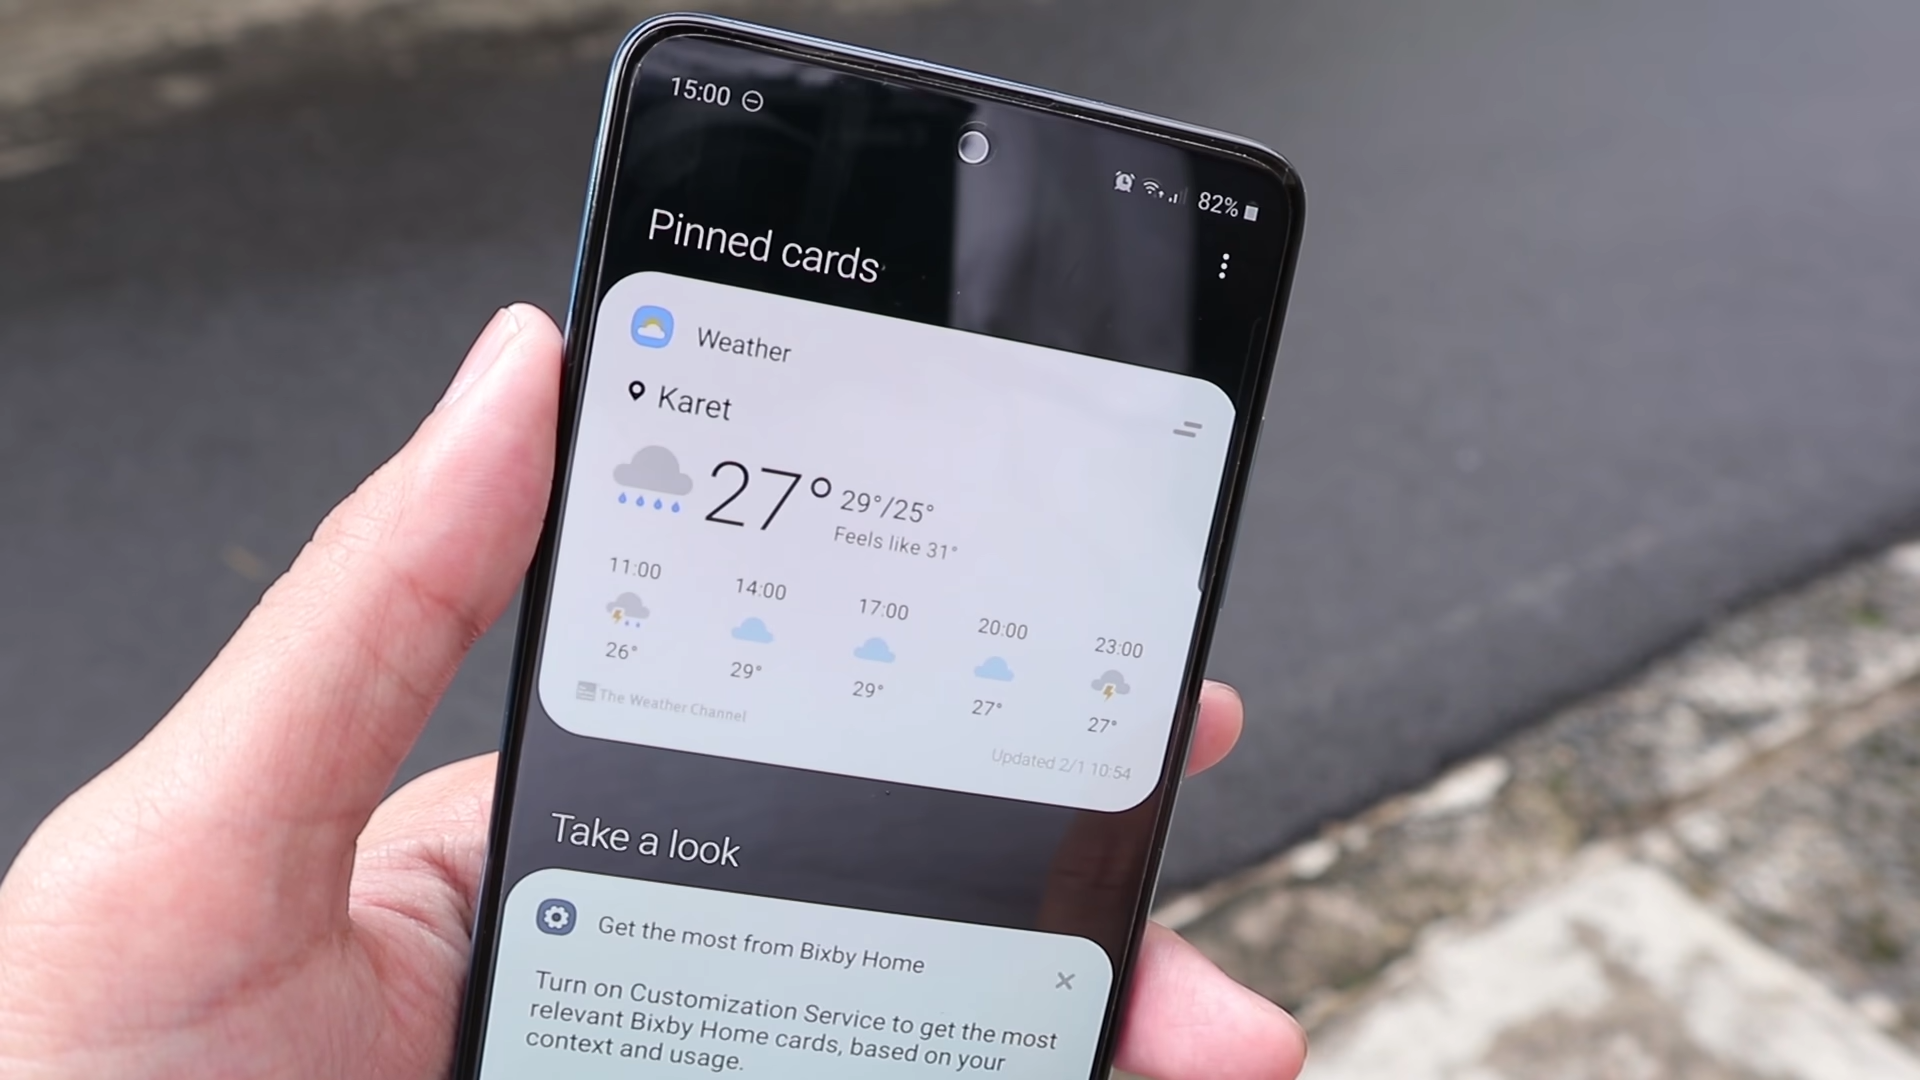 15:00
82%
Pinned cards
Weather
Karet
27° 29°/25°
Feels like 31°
11:00 14:00 17:00 20:00 23:00
26° 29° 29° 27° 27°
The Weather Channel
Updated 2/1 10:54
Take a look
Get the most from Bixby Home
Turn on Customization Service to get the most
relevant Bixby Home cards, based on your
context and usage.